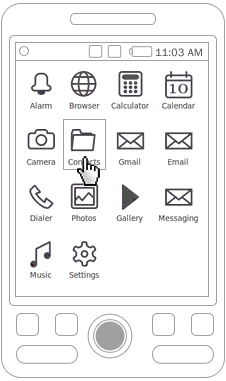 11:03 AM
Alarm Browser Calculator Calendar
10
Camera Contacts Gmail Email
Dialer Photos Gallery Messaging
Music Settings